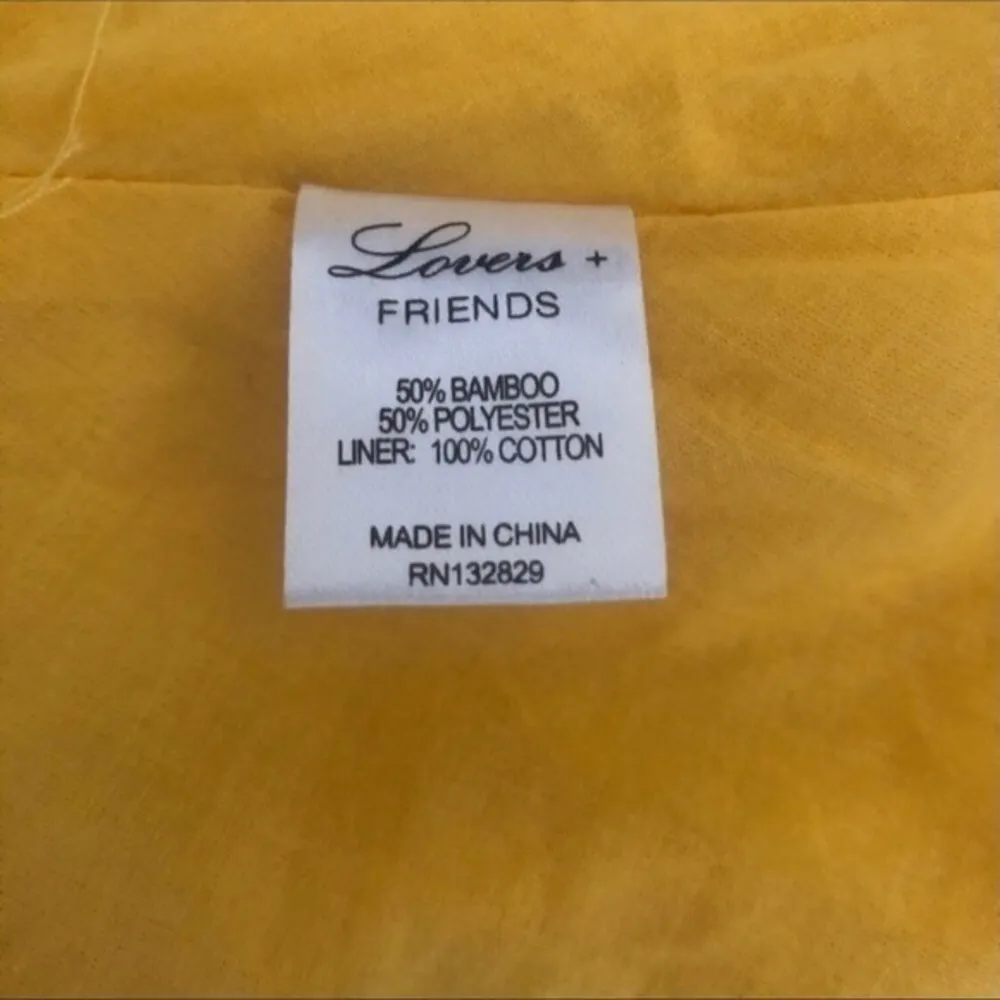 Lovers +
FRIENDS
50% BAMBOO
50% POLYESTER
LINER: 100% COTTON
MADE IN CHINA
RN132829